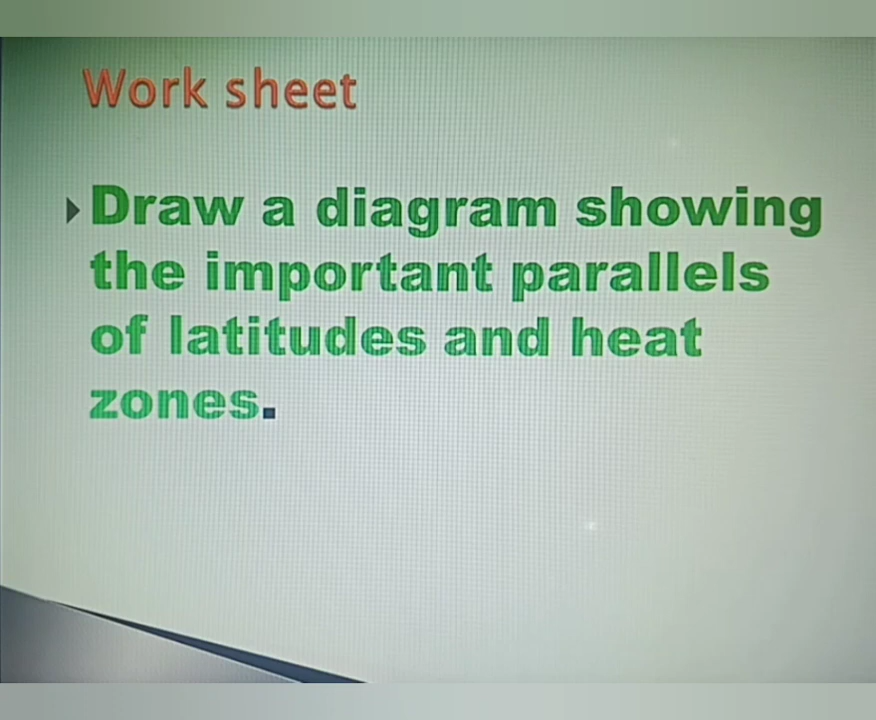 Work sheet
Draw a diagram showing
the important parallels
of latitudes and heat
zones.